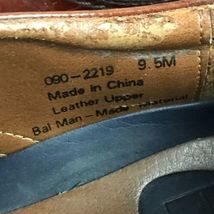 090-2219 9.5M
Made in China
Leather Upper
Bal Man-Made Material